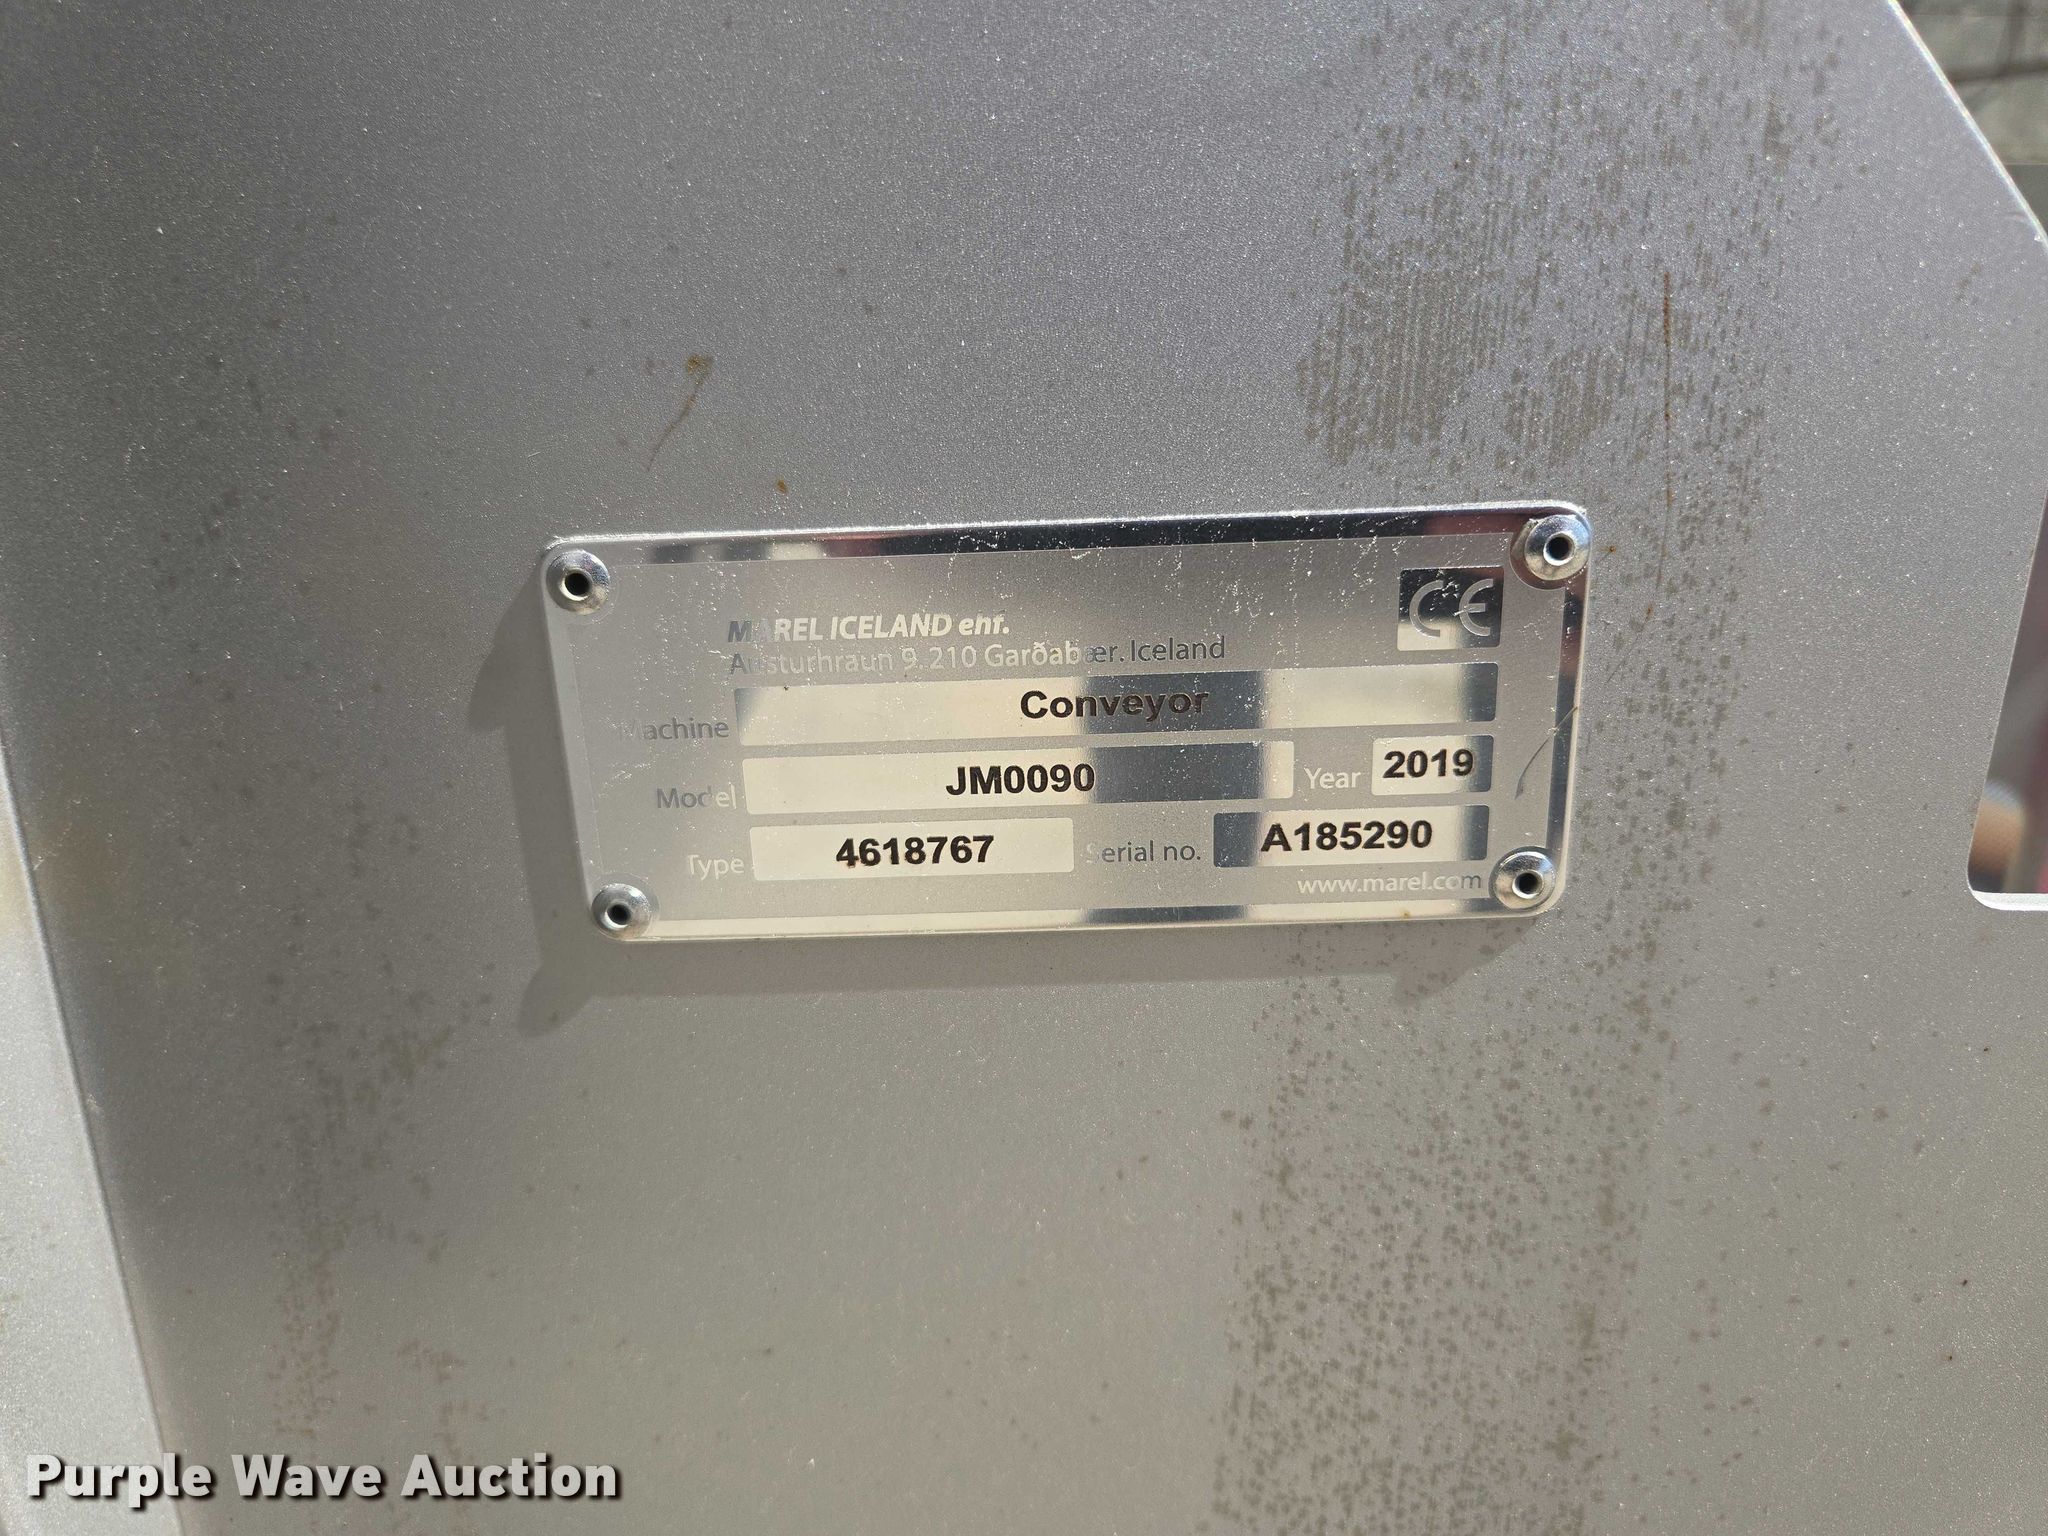 MAREL ICELAND ehf.
Austurhraun 9. 210 Garðabær. Iceland
CE
Machine Conveyor
Model JM0090 Year 2019
Type 4618767 Serial no. A185290
www.marel.com
Purple Wave Auction